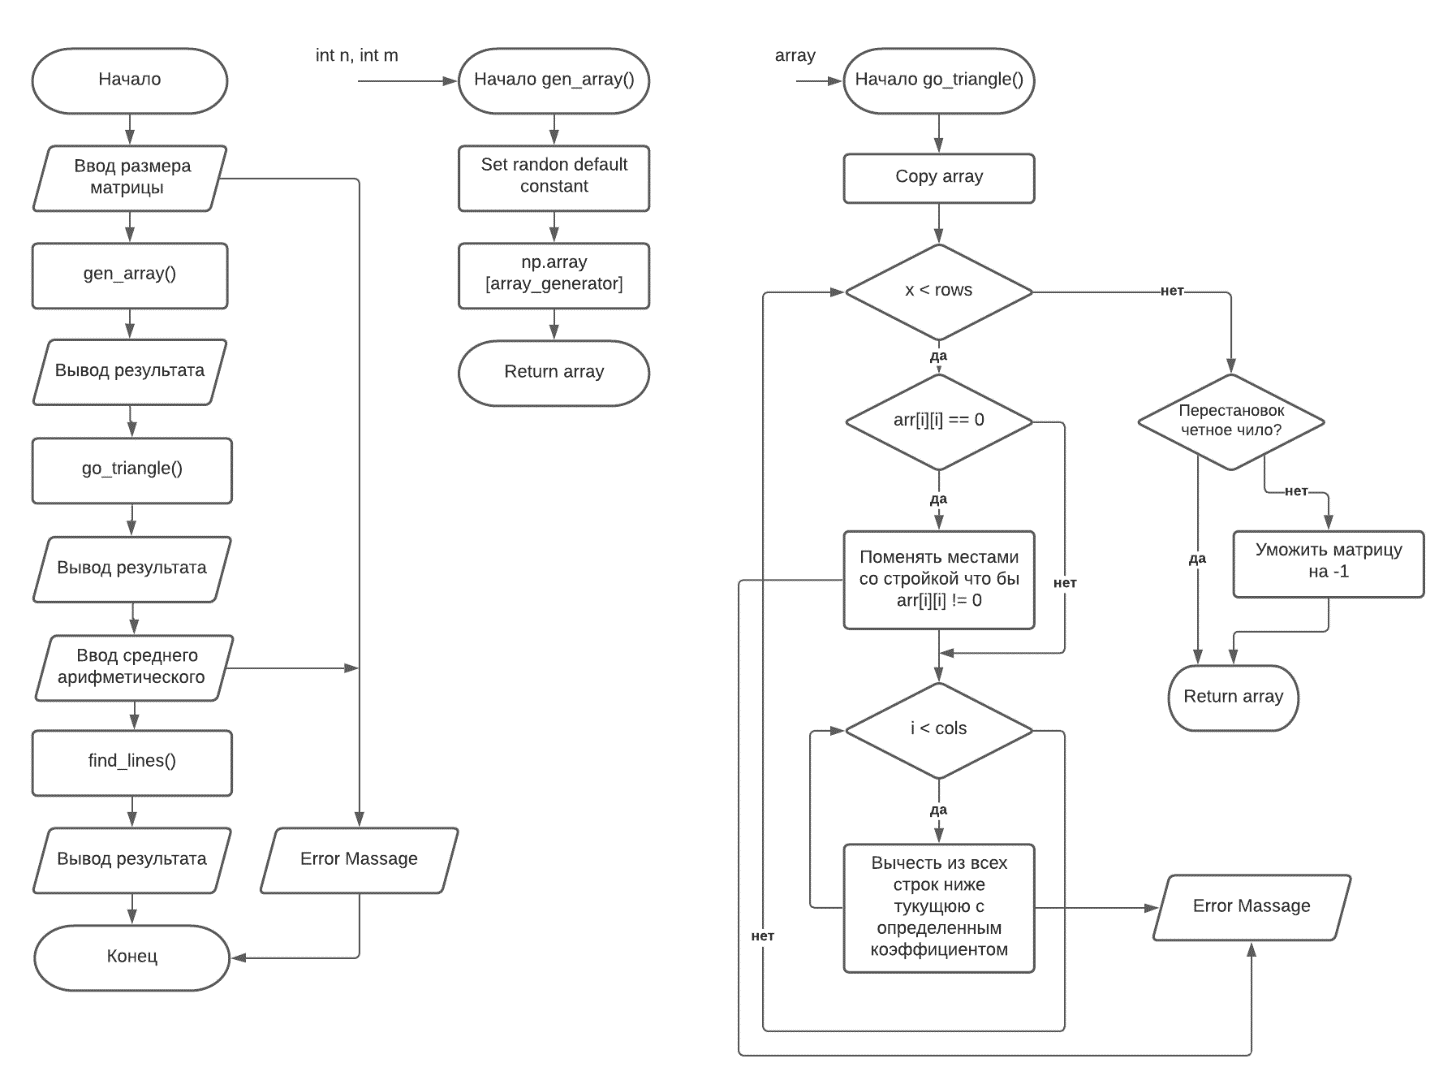 Начало
Ввод размера
матрицы
gen_array()
Вывод результата
go_triangle()
Вывод результата
Ввод среднего
арифметического
find_lines()
Вывод результата
Конец
Error Massage
int n, int m
Начало gen_array()
Set randon default
constant
np.array
[array_generator]
Return array
array
Начало go_triangle()
Copy array
x < rows
нет
да
arr[i][i] == 0
да
нет
Поменять местами
со стройкой что бы
arr[i][i] != 0
i < cols
да
нет
Вычесть из всех
строк ниже
тукущюю с
определенным
коэффициентом
Error Massage
Перестановок
четное чило?
нет
да
Уможить матрицу
на -1
Return array